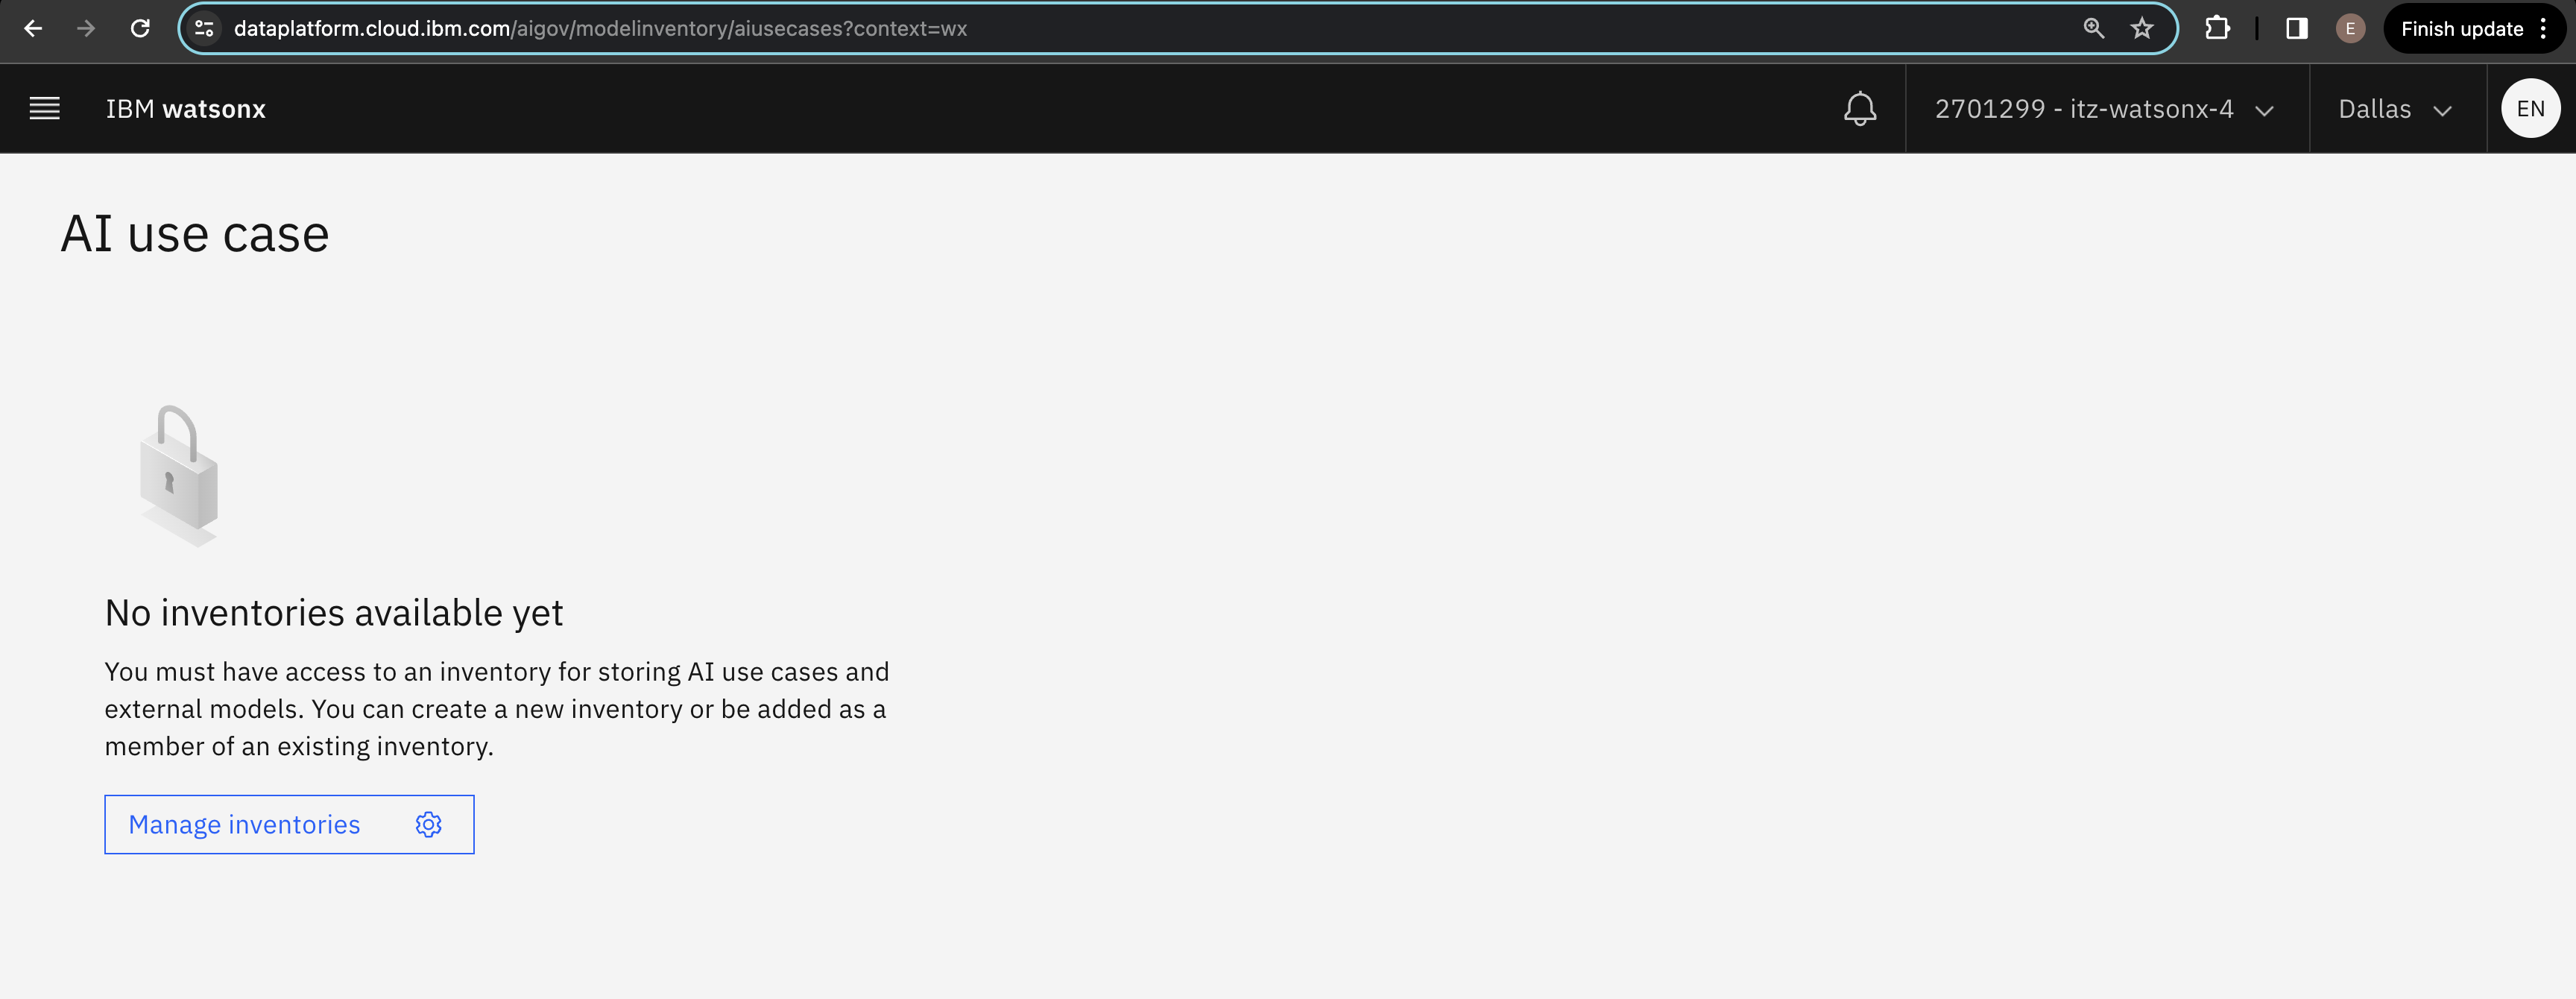 dataplatform.cloud.ibm.com/aigov/modelinventory/aiusecases?context=wx
E
Finish update
IBM watsonx
2701299 - itz-watsonx-4
Dallas
EN
AI use case
No inventories available yet
You must have access to an inventory for storing AI use cases and
external models. You can create a new inventory or be added as a
member of an existing inventory.
Manage inventories